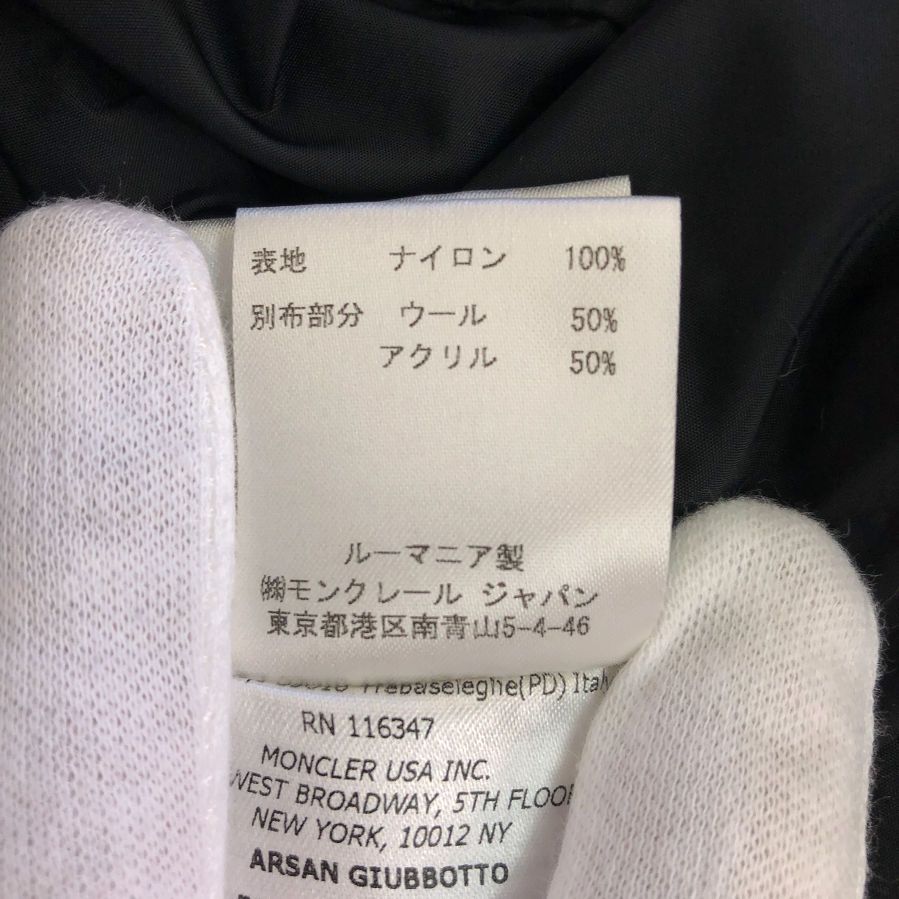 表地 ナイロン 100%
別布部分 ウール 50%
アクリル 50%
ルーマニア製
㈱モンクレール ジャパン
東京都港区南青山5-4-46
Trebaseleghe(PD) Italy
RN 116347
MONCLER USA INC.
WEST BROADWAY, 5TH FLOOR
NEW YORK, 10012 NY
ARSAN GIUBBOTTO